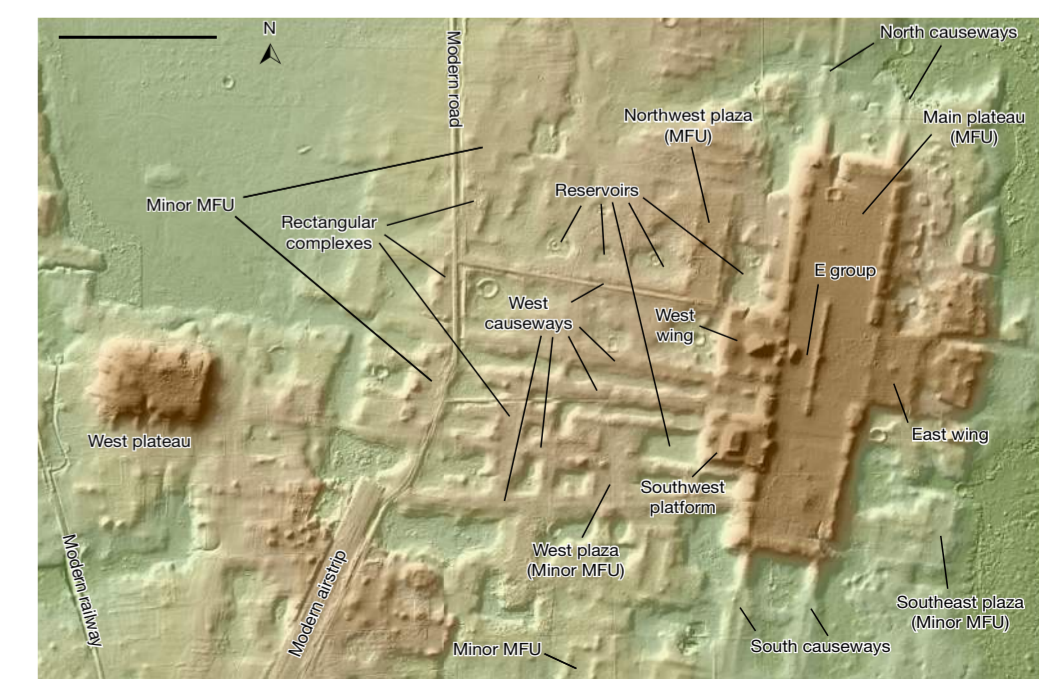 N
North causeways
Modern road
Northwest plaza
(MFU)
Main plateau
(MFU)
Minor MFU
Reservoirs
Rectangular
complexes
E group
West
causeways
West
wing
West plateau
East wing
Southwest
platform
West plaza
(Minor MFU)
Modern railway
Modern airstrip
Southeast plaza
(Minor MFU)
Minor MFU
South causeways